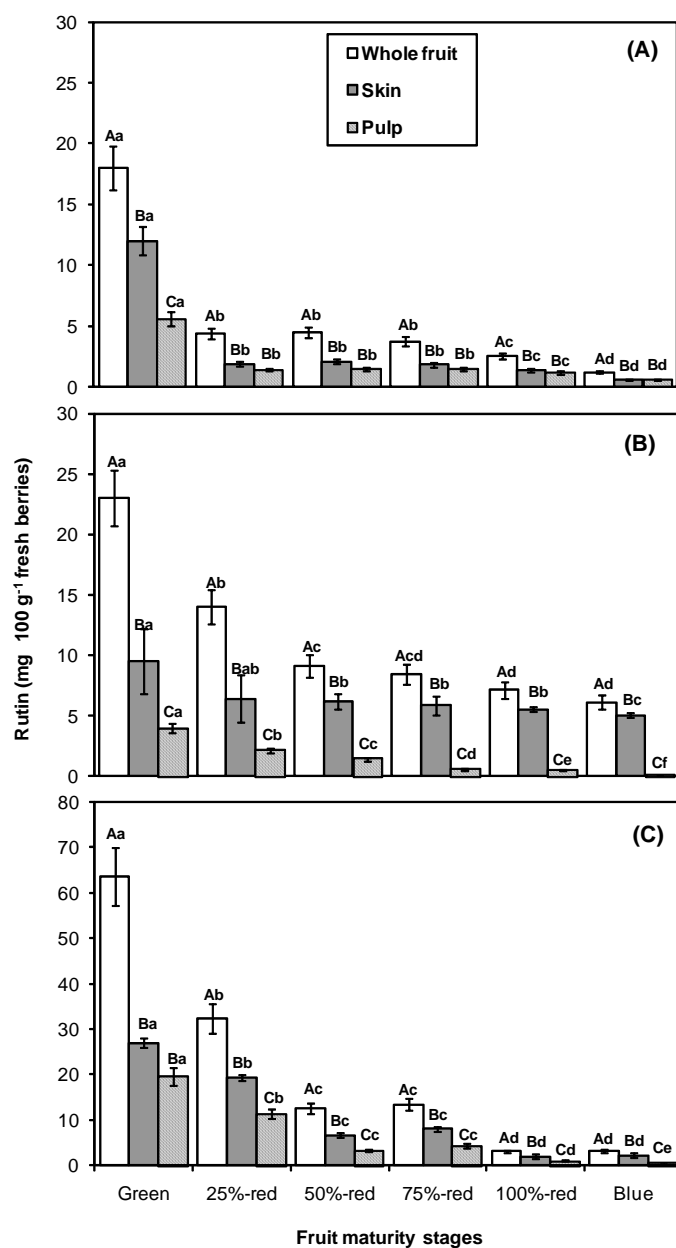 30
25
20
15
10
5
0
Whole fruit
Skin
Pulp
(A)
Aa
Ba
Ca
Ab
Bb
Bb
Ab
Bb
Bb
Ab
Bb
Bb
Ac
Bc
Bc
Ad
Bd
Bd
Rutin (mg 100 g⁻¹ fresh berries)
30
25
20
15
10
5
0
(B)
Aa
Ba
Ca
Ab
Bab
Cb
Ac
Bb
Cc
Acd
Bb
Cd
Ad
Bb
Ce
Ad
Bc
Cf
80
70
60
50
40
30
20
10
0
(C)
Aa
Ba
Ba
Ab
Bb
Cb
Ac
Bc
Cc
Ac
Bc
Cc
Ad
Bd
Cd
Ad
Bd
Ce
Green 25%-red 50%-red 75%-red 100%-red Blue
Fruit maturity stages